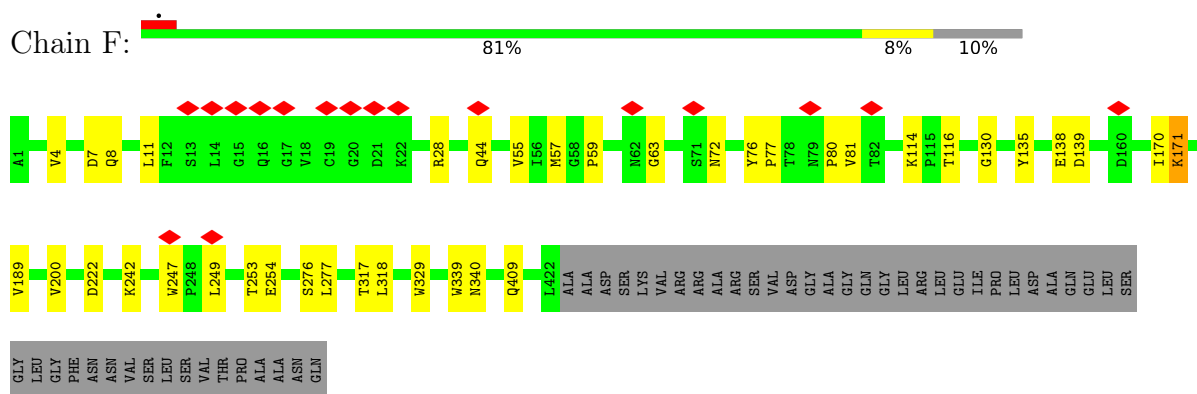 Chain F:
81% 8% 10%
A1 V4 D7 Q8 L11 F12 S13 L14 G15 Q16 G17 V18 C19 G20 D21 K22 R28 Q44 V55 I56 M57 G58 P59 N62 G63 S71 N72 Y76 P77 T78 N79 P80 V81 T82 K114 P115 T116 G130 Y135 E138 D139 D160 I170 K171
V189 V200 D222 K242 W247 P248 L249 T253 E254 S276 L277 T317 L318 W329 W339 N340 Q409 L422 ALA ALA ASP SER LYS VAL ARG ARG ALA ARG SER VAL ASP GLY ALA GLY GLN GLY LEU ARG LEU GLU ILE PRO LEU ASP ALA GLN GLU LEU SER
GLY LEU GLY PHE ASN ASN VAL SER LEU SER VAL THR PRO ALA ALA ASN GLN